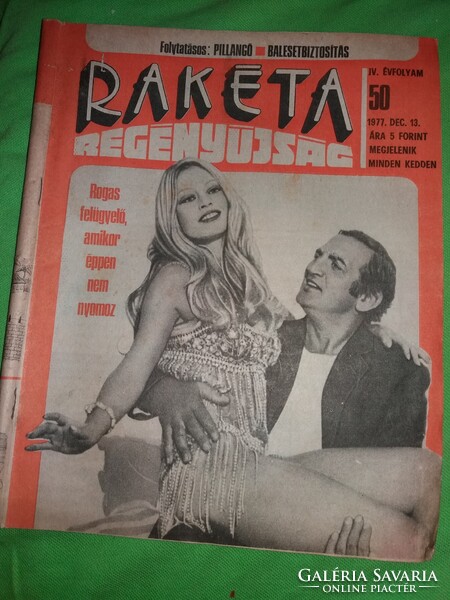 Folytatásos: PILLANGÓ ■ BALESETBIZTOSÍTÁS
RAKÉTA
REGÉNYÚJSÁG
IV. ÉVFOLYAM
50
1977. DEC. 13.
ÁRA 5 FORINT
MEGJELENIK
MINDEN KEDDEN
Rogas
felügyelő,
amikor
éppen
nem
nyomoz
GALÉRIA SAVARIA
ONLINE PIACTÉR